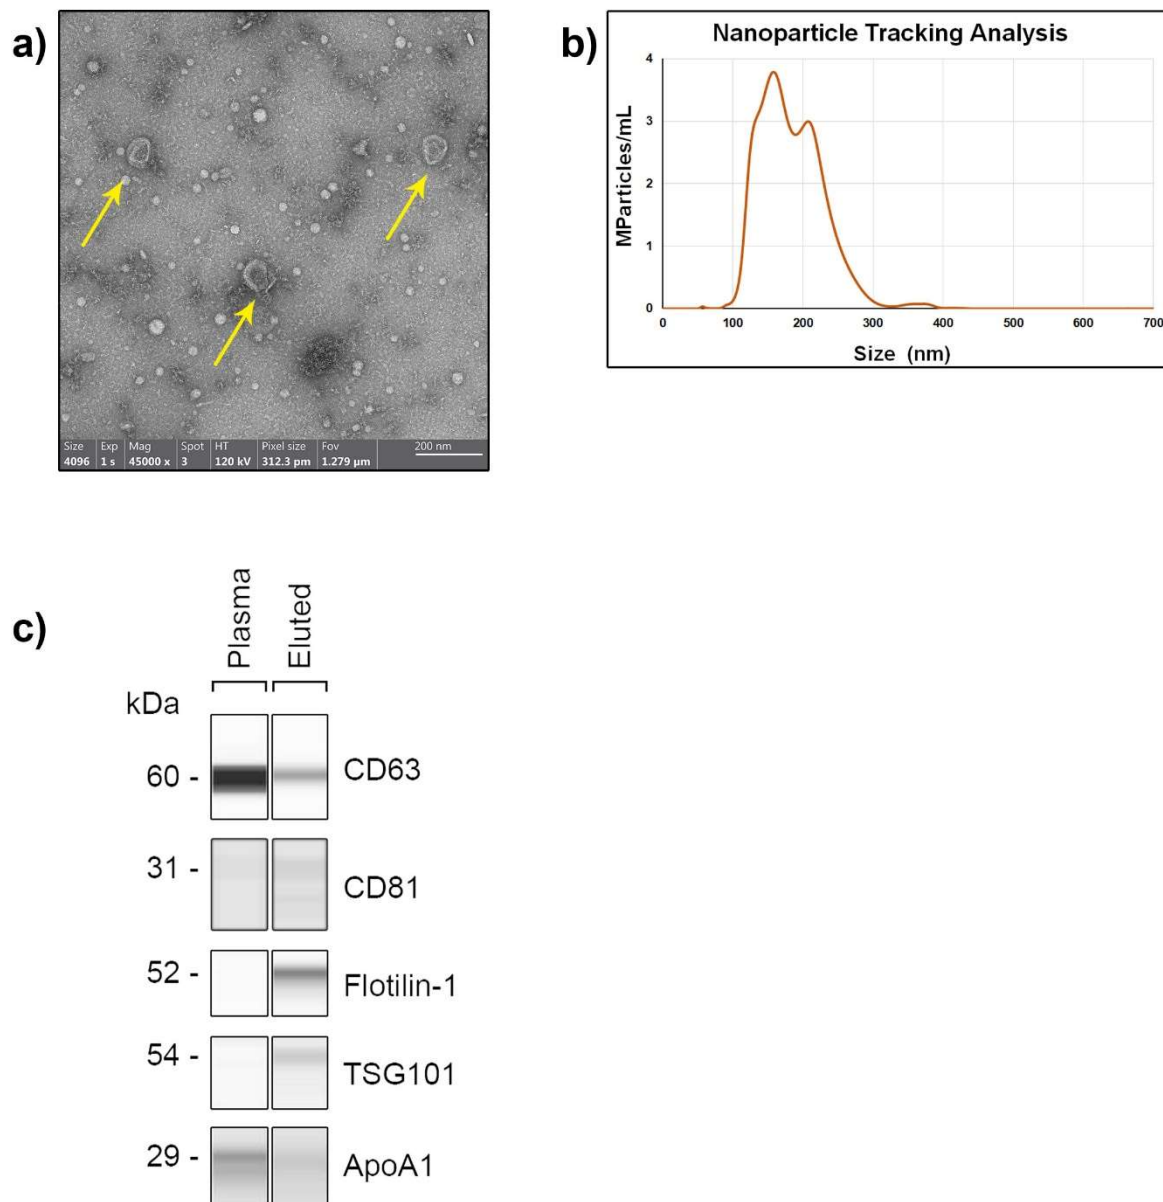 a)
Size Exp Mag Spot HT Pixel size Fov 200 nm
4096 1 s 45000 x 3 120 kV 312.3 pm 1.279 µm
b)
Nanoparticle Tracking Analysis
MParticles/mL
4
3
2
1
0
0 100 200 300 400 500 600 700
Size (nm)
c)
Plasma
Eluted
kDa
60 - CD63
31 - CD81
52 - Flotilin-1
54 - TSG101
29 - ApoA1